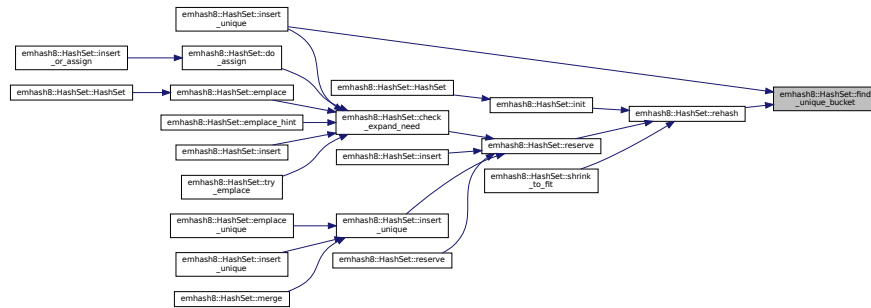 emhash8::HashSet::insert
_unique
emhash8::HashSet::insert
_or_assign
emhash8::HashSet::do
_assign
emhash8::HashSet::HashSet
emhash8::HashSet::emplace
emhash8::HashSet::emplace_hint
emhash8::HashSet::insert
emhash8::HashSet::try
_emplace
emhash8::HashSet::emplace
_unique
emhash8::HashSet::insert
_unique
emhash8::HashSet::merge
emhash8::HashSet::HashSet
emhash8::HashSet::check
_expand_need
emhash8::HashSet::insert
emhash8::HashSet::insert
_unique
emhash8::HashSet::reserve
emhash8::HashSet::init
emhash8::HashSet::reserve
emhash8::HashSet::shrink
_to_fit
emhash8::HashSet::rehash
emhash8::HashSet::find
_unique_bucket